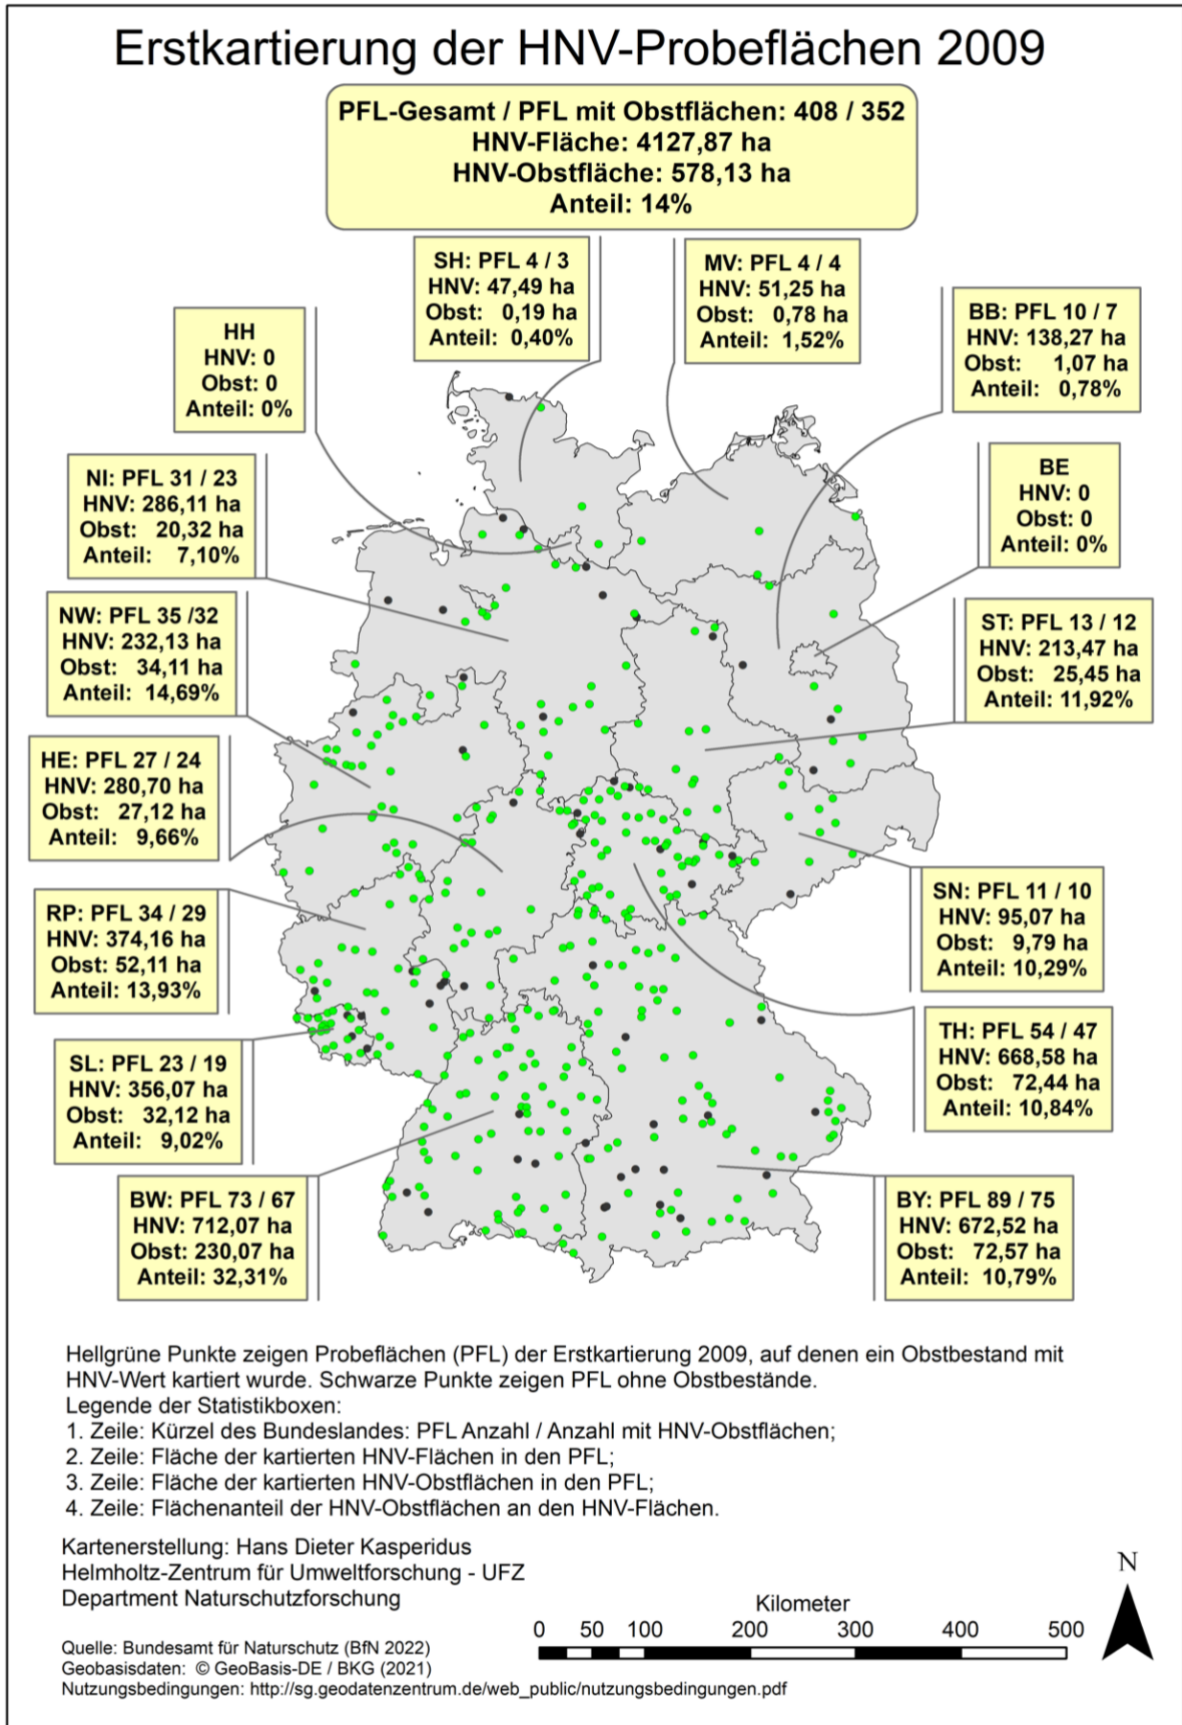 Erstkartierung der HNV-Probeflächen 2009
PFL-Gesamt / PFL mit Obstflächen: 408 / 352
HNV-Fläche: 4127,87 ha
HNV-Obstfläche: 578,13 ha
Anteil: 14%
SH: PFL 4 / 3
HNV: 47,49 ha
Obst: 0,19 ha
Anteil: 0,40%
MV: PFL 4 / 4
HNV: 51,25 ha
Obst: 0,78 ha
Anteil: 1,52%
BB: PFL 10 / 7
HNV: 138,27 ha
Obst: 1,07 ha
Anteil: 0,78%
HH
HNV: 0
Obst: 0
Anteil: 0%
BE
HNV: 0
Obst: 0
Anteil: 0%
NI: PFL 31 / 23
HNV: 286,11 ha
Obst: 20,32 ha
Anteil: 7,10%
NW: PFL 35 /32
HNV: 232,13 ha
Obst: 34,11 ha
Anteil: 14,69%
ST: PFL 13 / 12
HNV: 213,47 ha
Obst: 25,45 ha
Anteil: 11,92%
HE: PFL 27 / 24
HNV: 280,70 ha
Obst: 27,12 ha
Anteil: 9,66%
RP: PFL 34 / 29
HNV: 374,16 ha
Obst: 52,11 ha
Anteil: 13,93%
SN: PFL 11 / 10
HNV: 95,07 ha
Obst: 9,79 ha
Anteil: 10,29%
SL: PFL 23 / 19
HNV: 356,07 ha
Obst: 32,12 ha
Anteil: 9,02%
TH: PFL 54 / 47
HNV: 668,58 ha
Obst: 72,44 ha
Anteil: 10,84%
BW: PFL 73 / 67
HNV: 712,07 ha
Obst: 230,07 ha
Anteil: 32,31%
BY: PFL 89 / 75
HNV: 672,52 ha
Obst: 72,57 ha
Anteil: 10,79%
Hellgrüne Punkte zeigen Probeflächen (PFL) der Erstkartierung 2009, auf denen ein Obstbestand mit
HNV-Wert kartiert wurde. Schwarze Punkte zeigen PFL ohne Obstbestände.
Legende der Statistikboxen:
1. Zeile: Kürzel des Bundeslandes: PFL Anzahl / Anzahl mit HNV-Obstflächen;
2. Zeile: Fläche der kartierten HNV-Flächen in den PFL;
3. Zeile: Fläche der kartierten HNV-Obstflächen in den PFL;
4. Zeile: Flächenanteil der HNV-Obstflächen an den HNV-Flächen.
Kartenerstellung: Hans Dieter Kasperidus
Helmholtz-Zentrum für Umweltforschung - UFZ
Department Naturschutzforschung
Quelle: Bundesamt für Naturschutz (BfN 2022)
Geobasisdaten: © GeoBasis-DE / BKG (2021)
Nutzungsbedingungen: http://sg.geodatenzentrum.de/web_public/nutzungsbedingungen.pdf
Kilometer
0 50 100 200 300 400 500
N